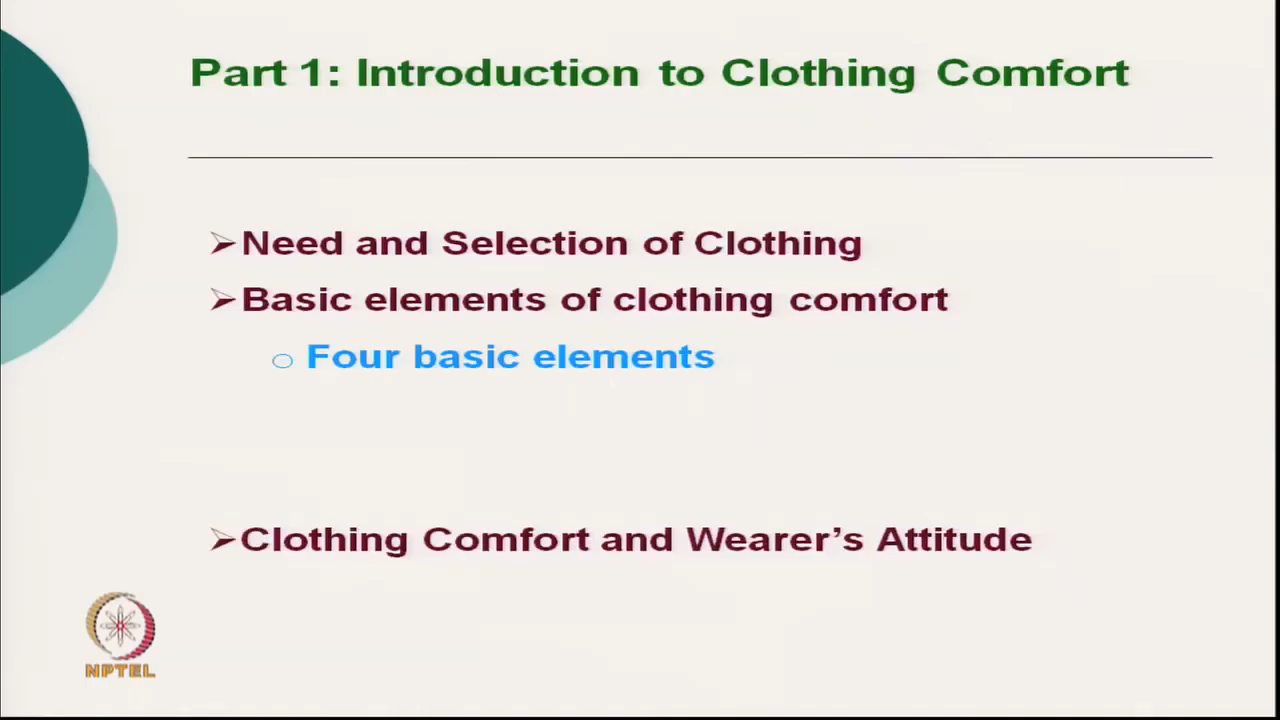 Part 1: Introduction to Clothing Comfort
➢Need and Selection of Clothing
➢Basic elements of clothing comfort
○ Four basic elements
➢Clothing Comfort and Wearer’s Attitude
NPTEL